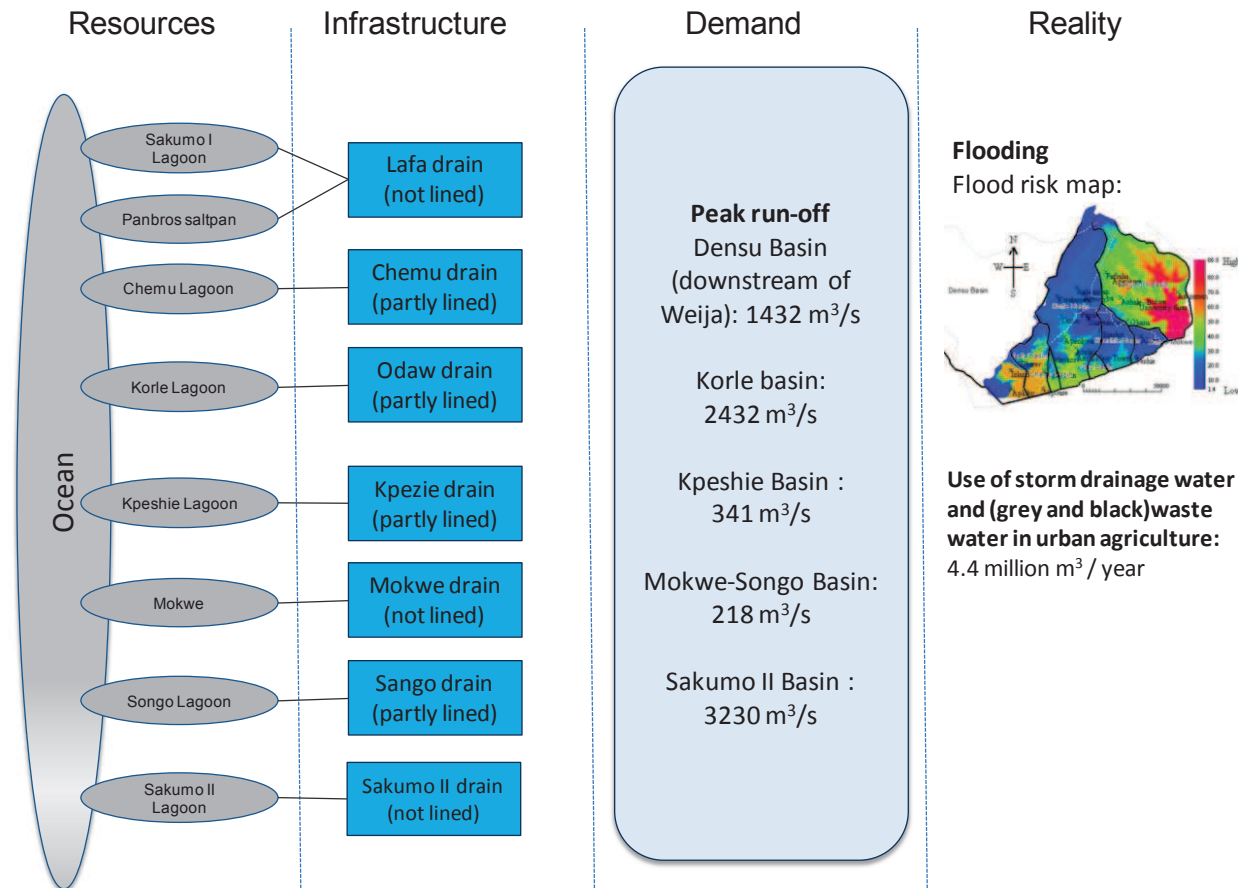 Resources
Infrastructure
Demand
Reality
Ocean
Sakumo I
Lagoon
Panbros saltpan
Chemu Lagoon
Korle Lagoon
Kpeshie Lagoon
Mokwe
Songo Lagoon
Sakumo II
Lagoon
Lafa drain
(not lined)
Chemu drain
(partly lined)
Odaw drain
(partly lined)
Kpezie drain
(partly lined)
Mokwe drain
(not lined)
Sango drain
(partly lined)
Sakumo II drain
(not lined)
Peak run-off
Densu Basin
(downstream of
Weija): 1432 m³/s
Korle basin:
2432 m³/s
Kpeshie Basin :
341 m³/s
Mokwe-Songo Basin:
218 m³/s
Sakumo II Basin :
3230 m³/s
Flooding
Flood risk map:
N
W E
S
Densu Basin
High
Low
Use of storm drainage water
and (grey and black)waste
water in urban agriculture:
4.4 million m³ / year